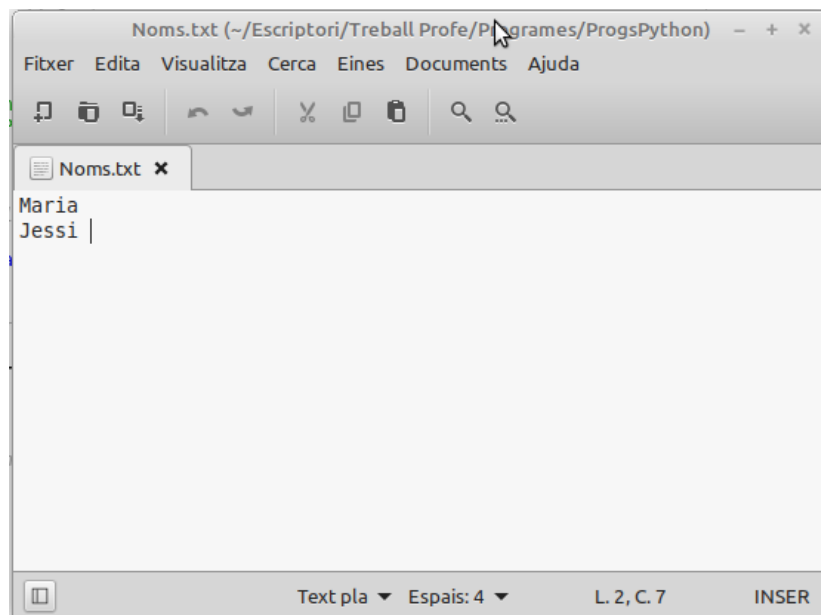 Noms.txt (~/Escriptori/Treball Profe/Programes/ProgsPython)
Fitxer Edita Visualitza Cerca Eines Documents Ajuda
Noms.txt
Maria
Jessi
Text pla Espais: 4 L. 2, C. 7 INSER